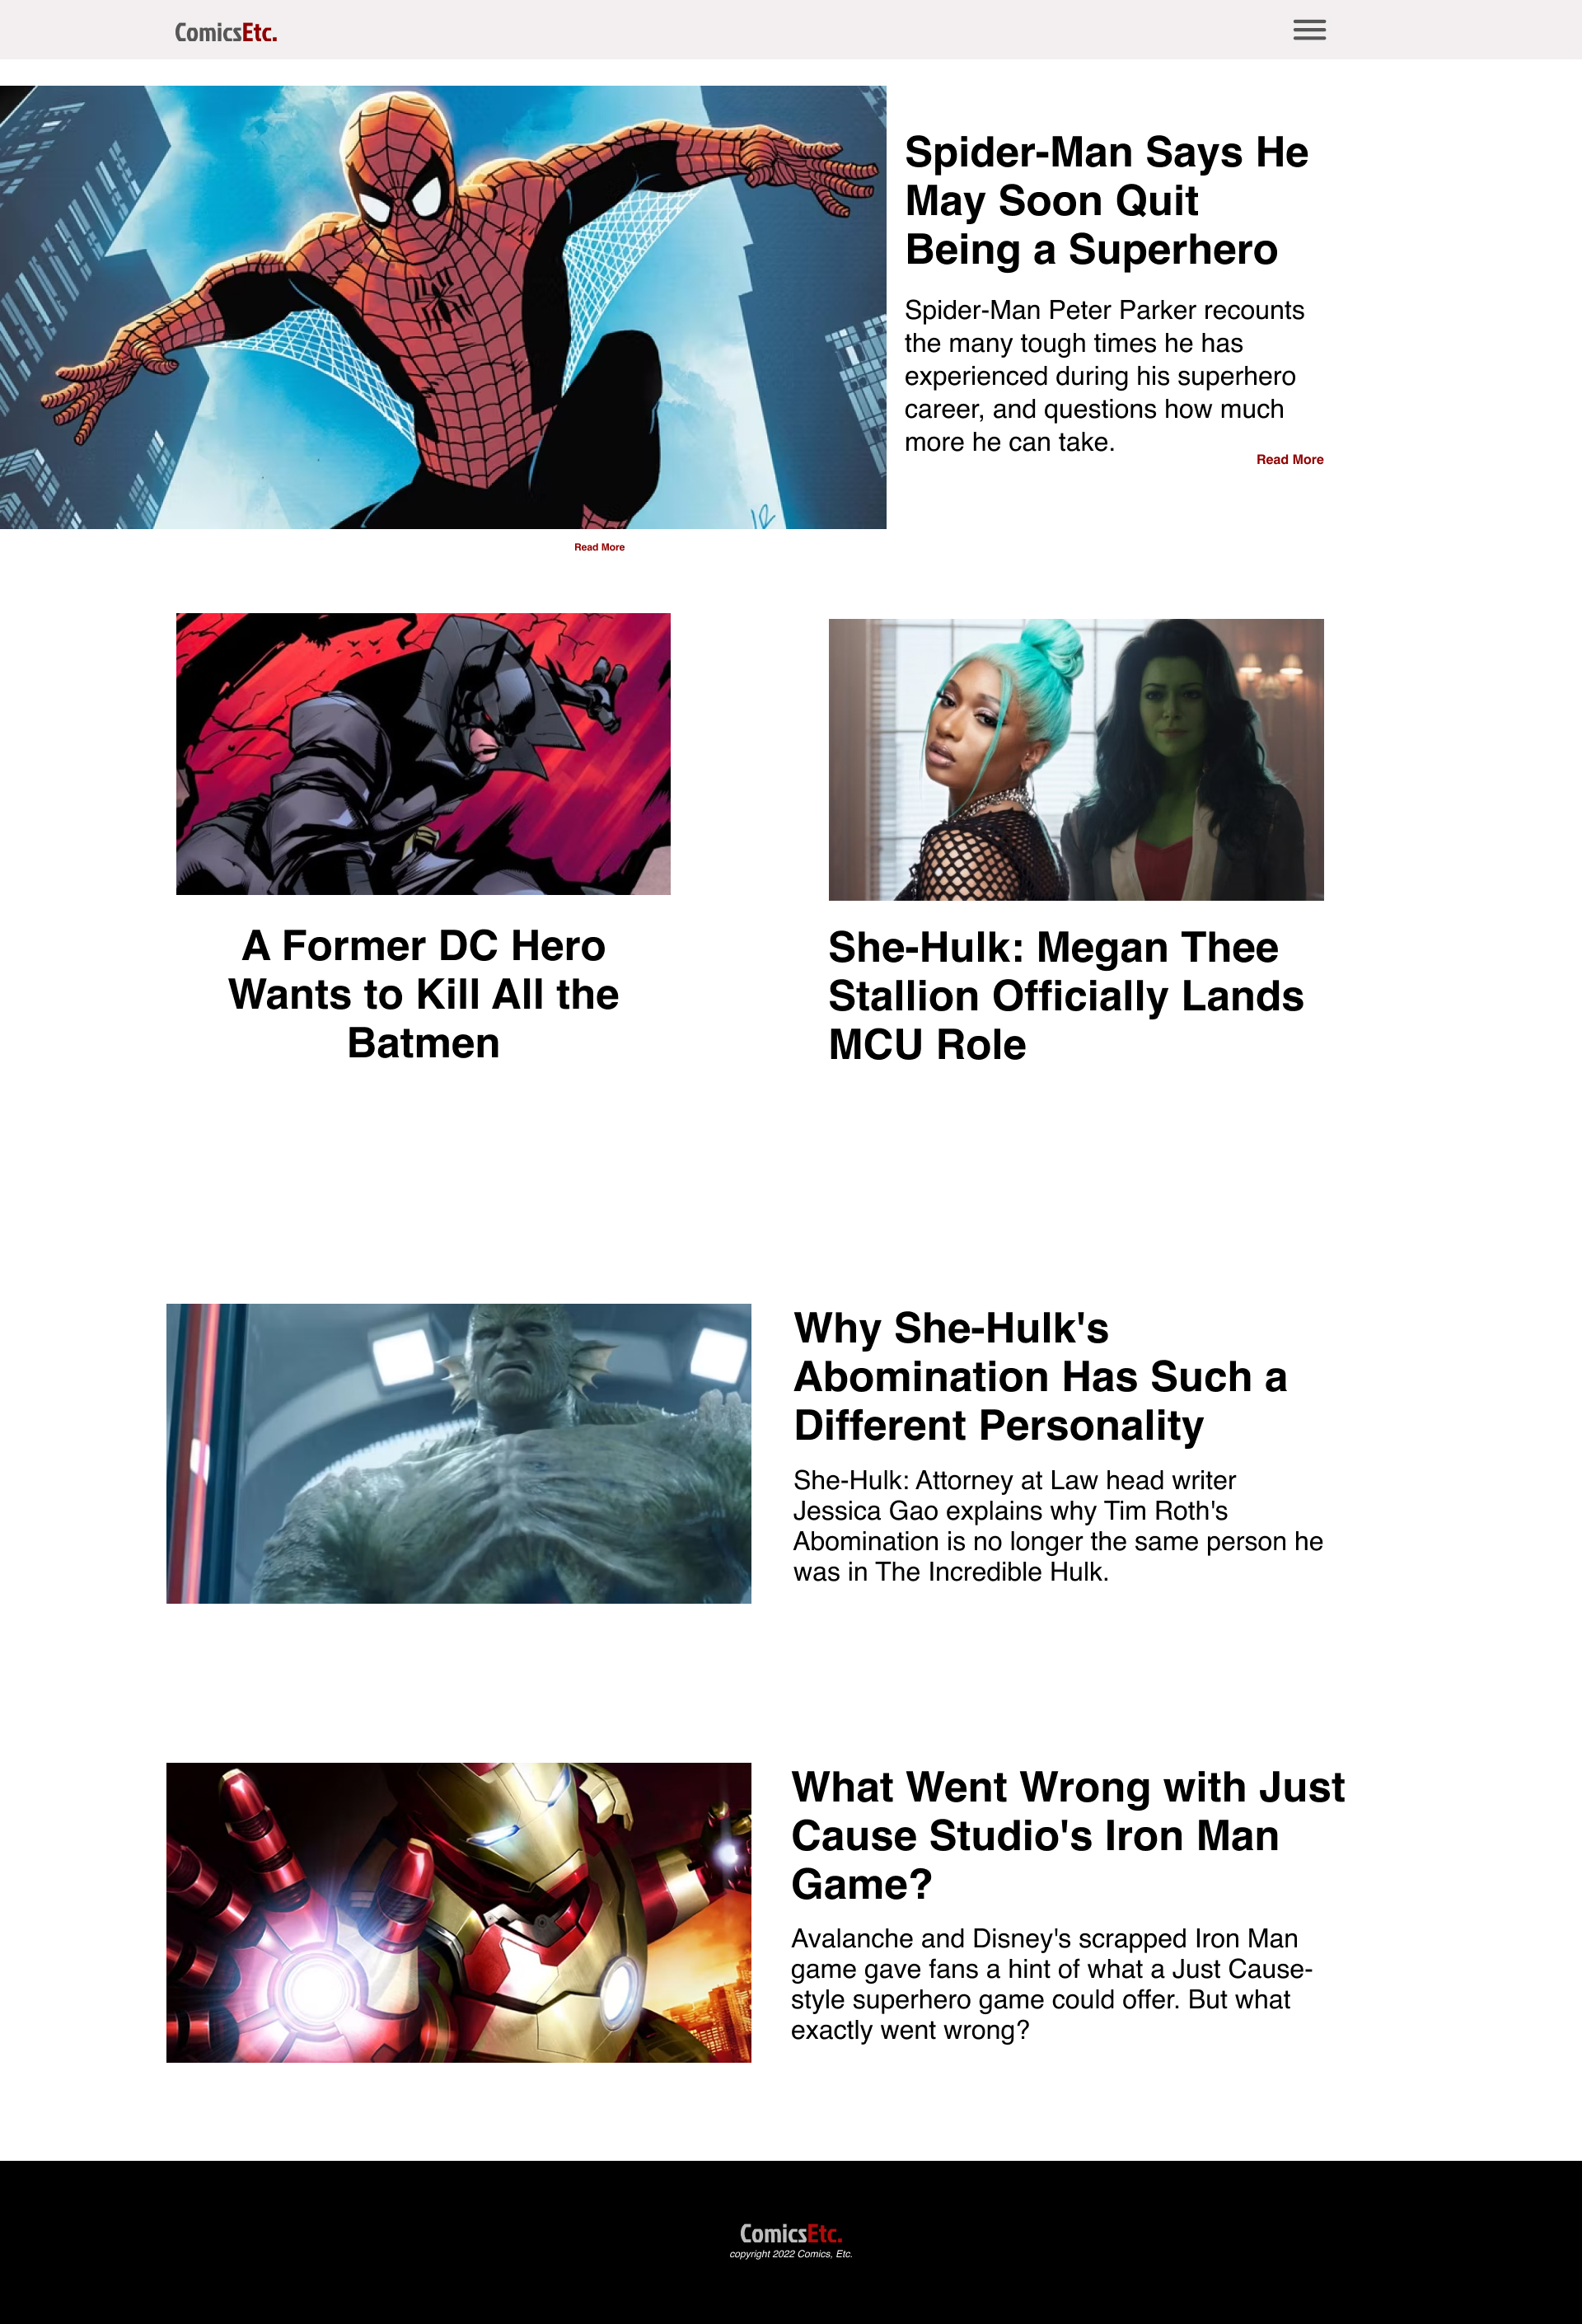 ComicsEtc.
Spider-Man Says He
May Soon Quit
Being a Superhero
Spider-Man Peter Parker recounts
the many tough times he has
experienced during his superhero
career, and questions how much
more he can take.
Read More
Read More
A Former DC Hero
Wants to Kill All the
Batmen
She-Hulk: Megan Thee
Stallion Officially Lands
MCU Role
Why She-Hulk's
Abomination Has Such a
Different Personality
She-Hulk: Attorney at Law head writer
Jessica Gao explains why Tim Roth's
Abomination is no longer the same person he
was in The Incredible Hulk.
What Went Wrong with Just
Cause Studio's Iron Man
Game?
Avalanche and Disney's scrapped Iron Man
game gave fans a hint of what a Just Cause-
style superhero game could offer. But what
exactly went wrong?
ComicsEtc.
copyright 2022 Comics, Etc.